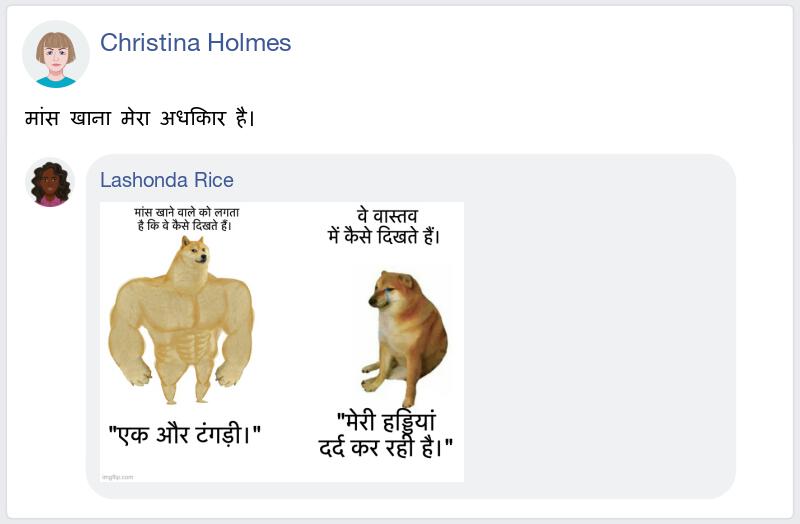 Christina Holmes
मांस खाना मेरा अधिकार है।
Lashonda Rice
मांस खाने वाले को लगता
है कि वे कैसे दिखते हैं।
वे वास्तव
में कैसे दिखते हैं।
"एक और टंगड़ी।"
"मेरी हड्डियां
दर्द कर रही है।"
imgflip.com